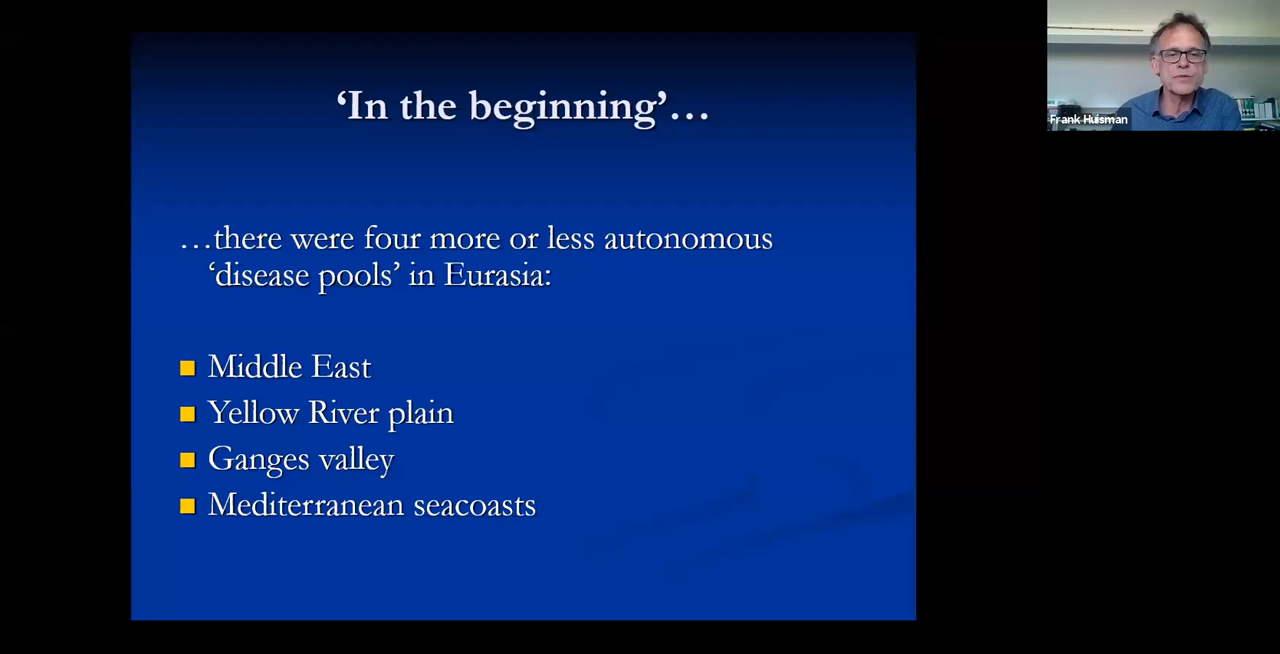 ‘In the beginning’…
…there were four more or less autonomous
‘disease pools’ in Eurasia:
Middle East
Yellow River plain
Ganges valley
Mediterranean seacoasts
Frank Huisman